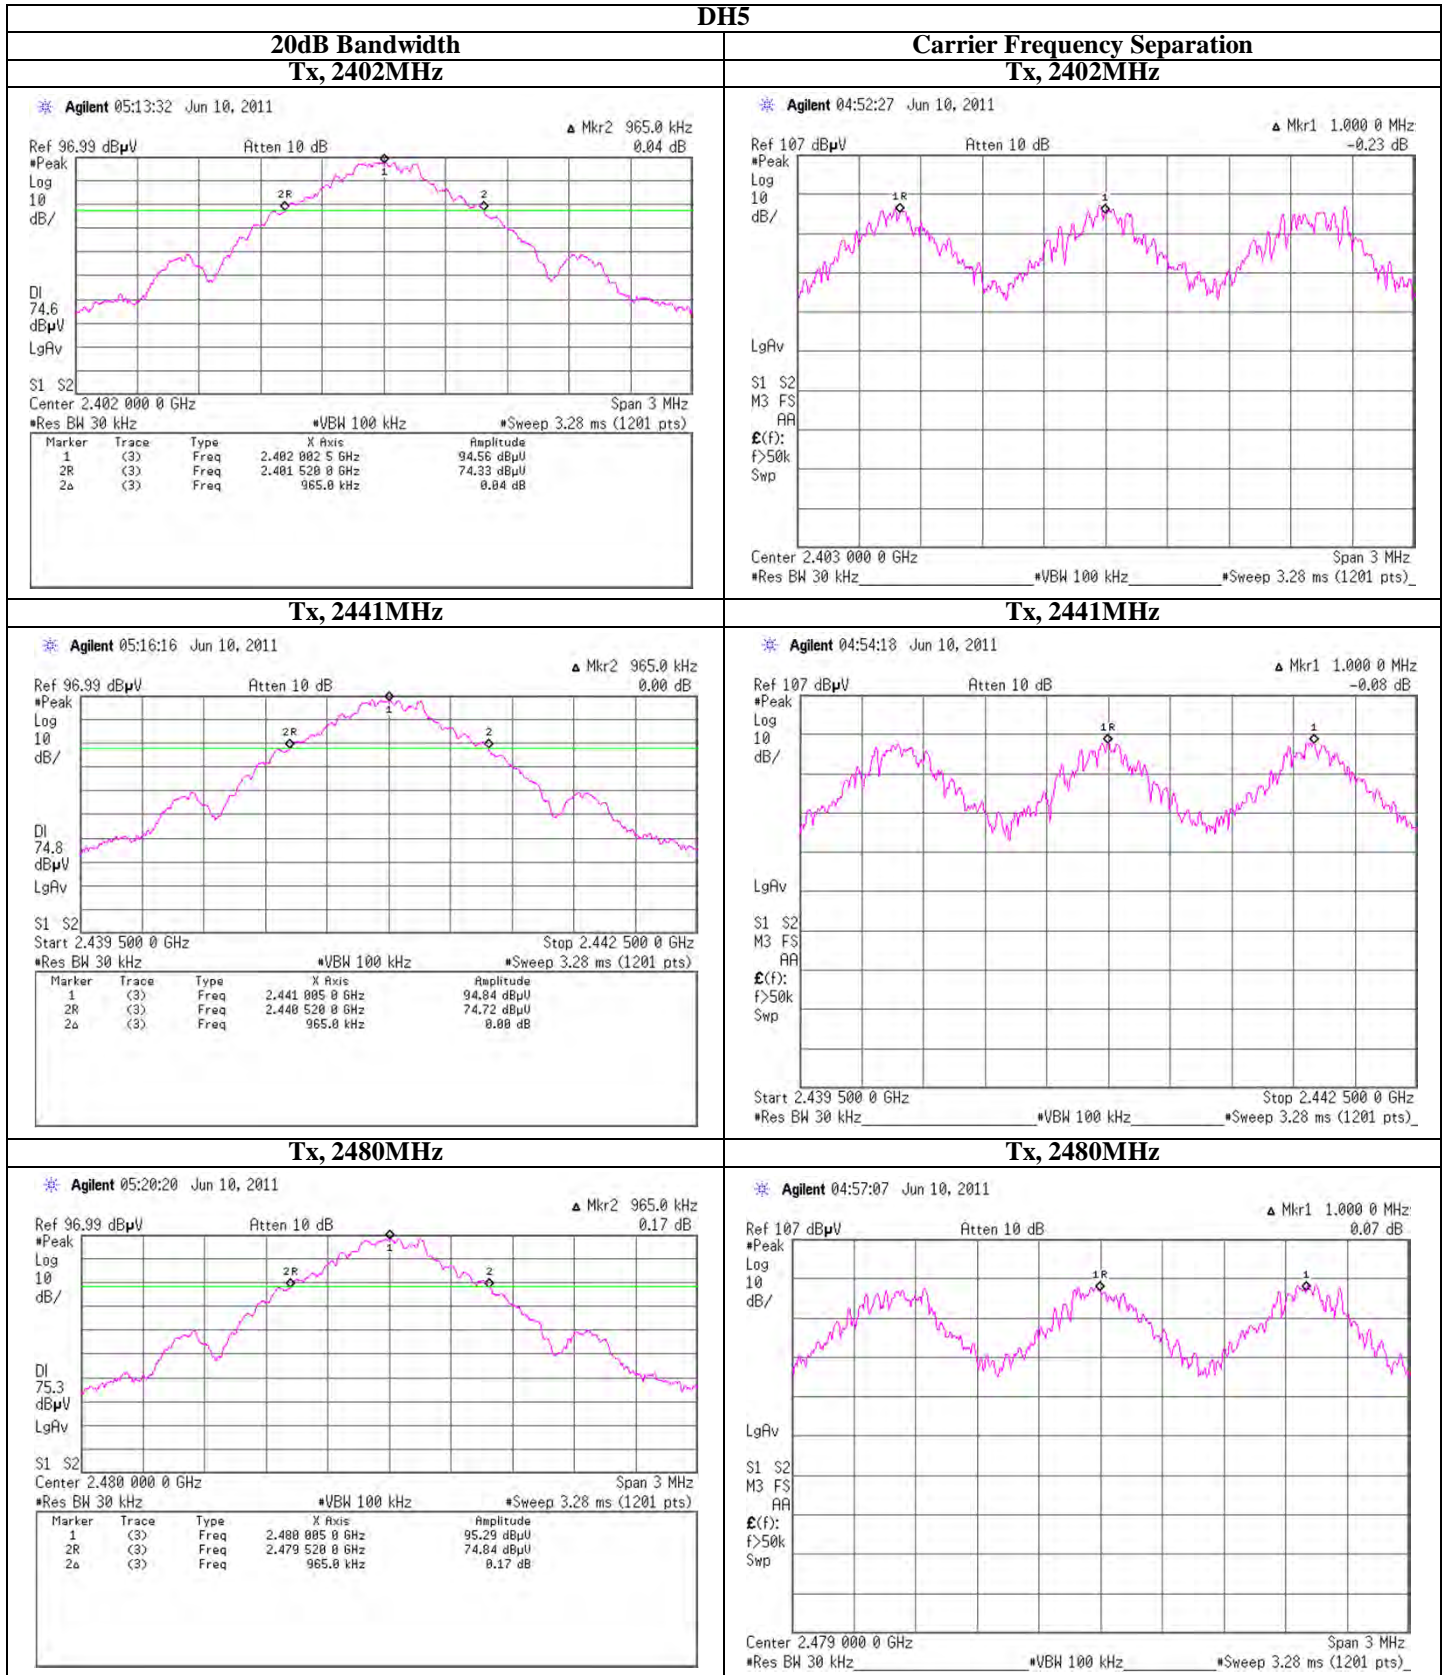 DH5
20dB Bandwidth
Carrier Frequency Separation
Tx, 2402MHz
Tx, 2402MHz
Agilent 05:13:32 Jun 10, 2011
Δ Mkr2 965.0 kHz
Ref 96.99 dBµV Atten 10 dB 0.04 dB
#Peak
Log
10
dB/
2R
1
2
DI
74.6
dBµV
LgAv
S1 S2
Center 2.402 000 0 GHz Span 3 MHz
#Res BW 30 kHz #VBW 100 kHz #Sweep 3.28 ms (1201 pts)
Marker Trace Type X Axis Amplitude
1 (3) Freq 2.402 002 5 GHz 94.56 dBµV
2R (3) Freq 2.401 520 0 GHz 74.33 dBµV
2Δ (3) Freq 965.0 kHz 0.04 dB
Agilent 04:52:27 Jun 10, 2011
Δ Mkr1 1.000 0 MHz
Ref 107 dBµV Atten 10 dB -0.23 dB
#Peak
Log
10
dB/
1R
1
LgAv
S1 S2
M3 FS
AA
£(f):
f>50k
Swp
Center 2.403 000 0 GHz Span 3 MHz
#Res BW 30 kHz #VBW 100 kHz #Sweep 3.28 ms (1201 pts)
Tx, 2441MHz
Tx, 2441MHz
Agilent 05:16:16 Jun 10, 2011
Δ Mkr2 965.0 kHz
Ref 96.99 dBµV Atten 10 dB 0.00 dB
#Peak
Log
10
dB/
2R
1
2
DI
74.8
dBµV
LgAv
S1 S2
Start 2.439 500 0 GHz Stop 2.442 500 0 GHz
#Res BW 30 kHz #VBW 100 kHz #Sweep 3.28 ms (1201 pts)
Marker Trace Type X Axis Amplitude
1 (3) Freq 2.441 005 0 GHz 94.84 dBµV
2R (3) Freq 2.440 520 0 GHz 74.72 dBµV
2Δ (3) Freq 965.0 kHz 0.00 dB
Agilent 04:54:18 Jun 10, 2011
Δ Mkr1 1.000 0 MHz
Ref 107 dBµV Atten 10 dB -0.08 dB
#Peak
Log
10
dB/
1R
1
LgAv
S1 S2
M3 FS
AA
£(f):
f>50k
Swp
Start 2.439 500 0 GHz Stop 2.442 500 0 GHz
#Res BW 30 kHz #VBW 100 kHz #Sweep 3.28 ms (1201 pts)
Tx, 2480MHz
Tx, 2480MHz
Agilent 05:20:20 Jun 10, 2011
Δ Mkr2 965.0 kHz
Ref 96.99 dBµV Atten 10 dB 0.17 dB
#Peak
Log
10
dB/
2R
1
2
DI
75.3
dBµV
LgAv
S1 S2
Center 2.480 000 0 GHz Span 3 MHz
#Res BW 30 kHz #VBW 100 kHz #Sweep 3.28 ms (1201 pts)
Marker Trace Type X Axis Amplitude
1 (3) Freq 2.480 005 0 GHz 95.29 dBµV
2R (3) Freq 2.479 520 0 GHz 74.84 dBµV
2Δ (3) Freq 965.0 kHz 0.17 dB
Agilent 04:57:07 Jun 10, 2011
Δ Mkr1 1.000 0 MHz
Ref 107 dBµV Atten 10 dB 0.07 dB
#Peak
Log
10
dB/
1R
1
LgAv
S1 S2
M3 FS
AA
£(f):
f>50k
Swp
Center 2.479 000 0 GHz Span 3 MHz
#Res BW 30 kHz #VBW 100 kHz #Sweep 3.28 ms (1201 pts)